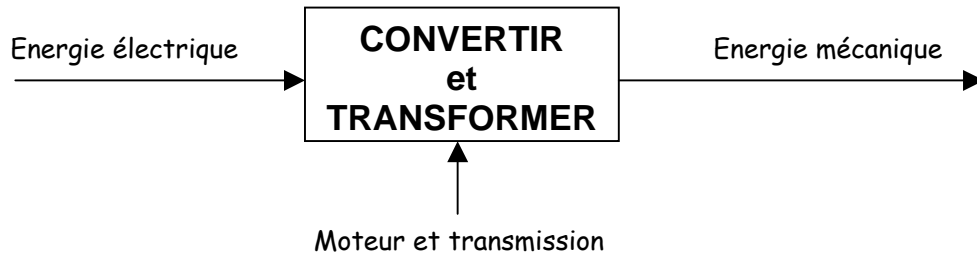 Energie électrique
CONVERTIR
et
TRANSFORMER
Energie mécanique
Moteur et transmission